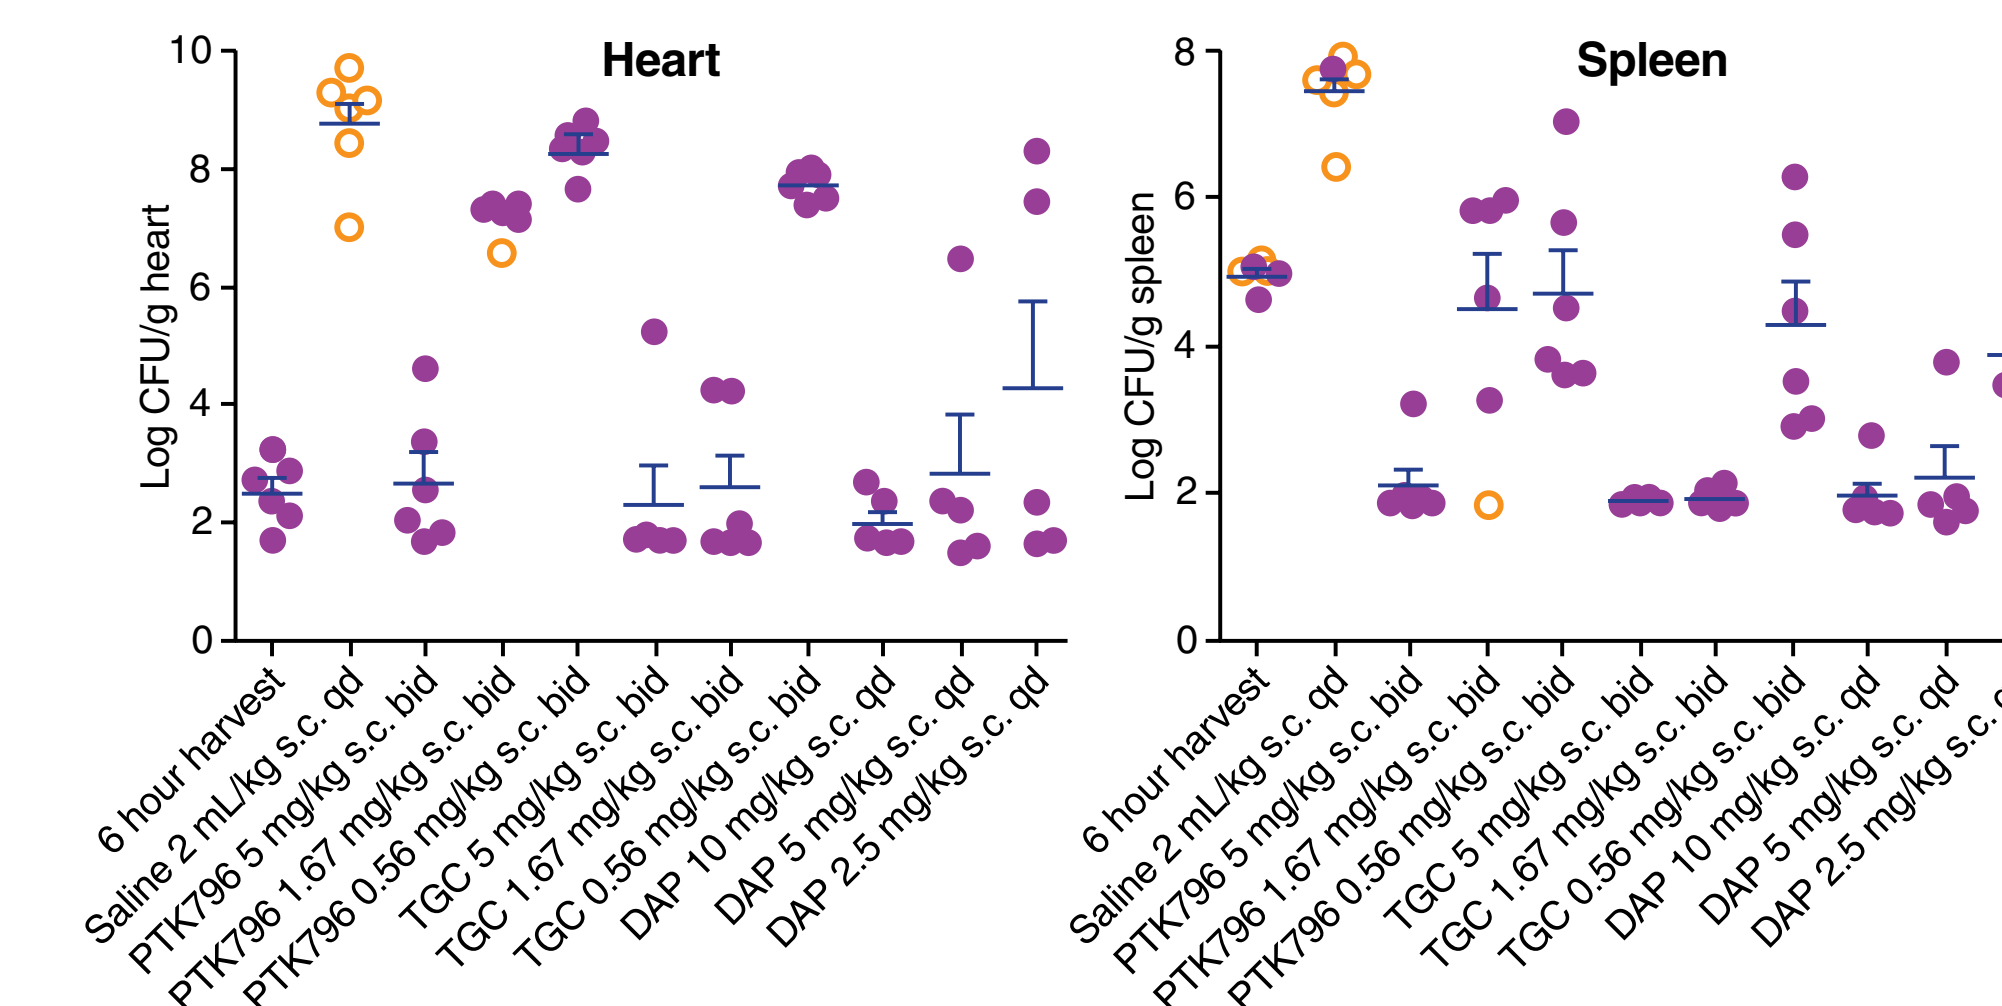 Heart
Log CFU/g heart
10
8
6
4
2
0
6 hour harvest
Saline 2 mL/kg s.c. qd
PTK796 5 mg/kg s.c. bid
PTK796 1.67 mg/kg s.c. bid
PTK796 0.56 mg/kg s.c. bid
TGC 5 mg/kg s.c. bid
TGC 1.67 mg/kg s.c. bid
TGC 0.56 mg/kg s.c. bid
DAP 10 mg/kg s.c. qd
DAP 5 mg/kg s.c. qd
DAP 2.5 mg/kg s.c. qd
Spleen
Log CFU/g spleen
8
6
4
2
0
6 hour harvest
Saline 2 mL/kg s.c. qd
PTK796 5 mg/kg s.c. bid
PTK796 1.67 mg/kg s.c. bid
PTK796 0.56 mg/kg s.c. bid
TGC 5 mg/kg s.c. bid
TGC 1.67 mg/kg s.c. bid
TGC 0.56 mg/kg s.c. bid
DAP 10 mg/kg s.c. qd
DAP 5 mg/kg s.c. qd
DAP 2.5 mg/kg s.c.